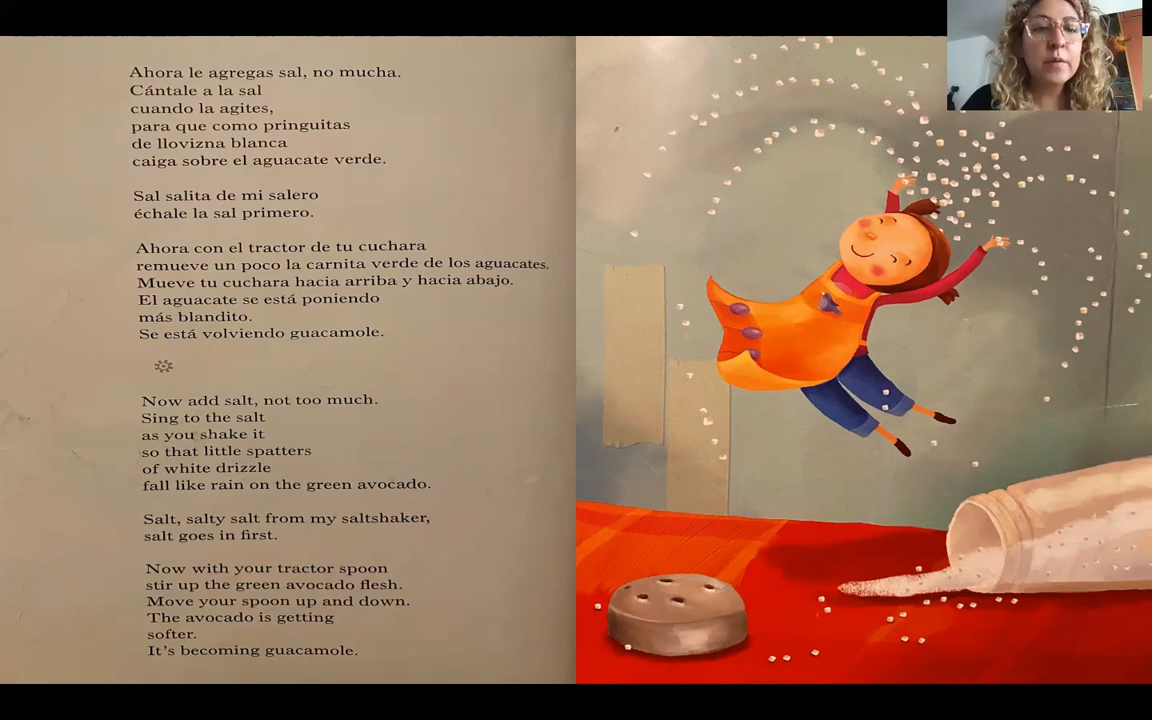 Ahora le agregas sal, no mucha.
Cántale a la sal
cuando la agites,
para que como pringuitas
de llovizna blanca
caiga sobre el aguacate verde.
Sal salita de mi salero
échale la sal primero.
Ahora con el tractor de tu cuchara
remueve un poco la carnita verde de los aguacates.
Mueve tu cuchara hacia arriba y hacia abajo.
El aguacate se está poniendo
más blandito.
Se está volviendo guacamole.
Now add salt, not too much.
Sing to the salt
as you shake it
so that little spatters
of white drizzle
fall like rain on the green avocado.
Salt, salty salt from my saltshaker,
salt goes in first.
Now with your tractor spoon
stir up the green avocado flesh.
Move your spoon up and down.
The avocado is getting
softer.
It's becoming guacamole.